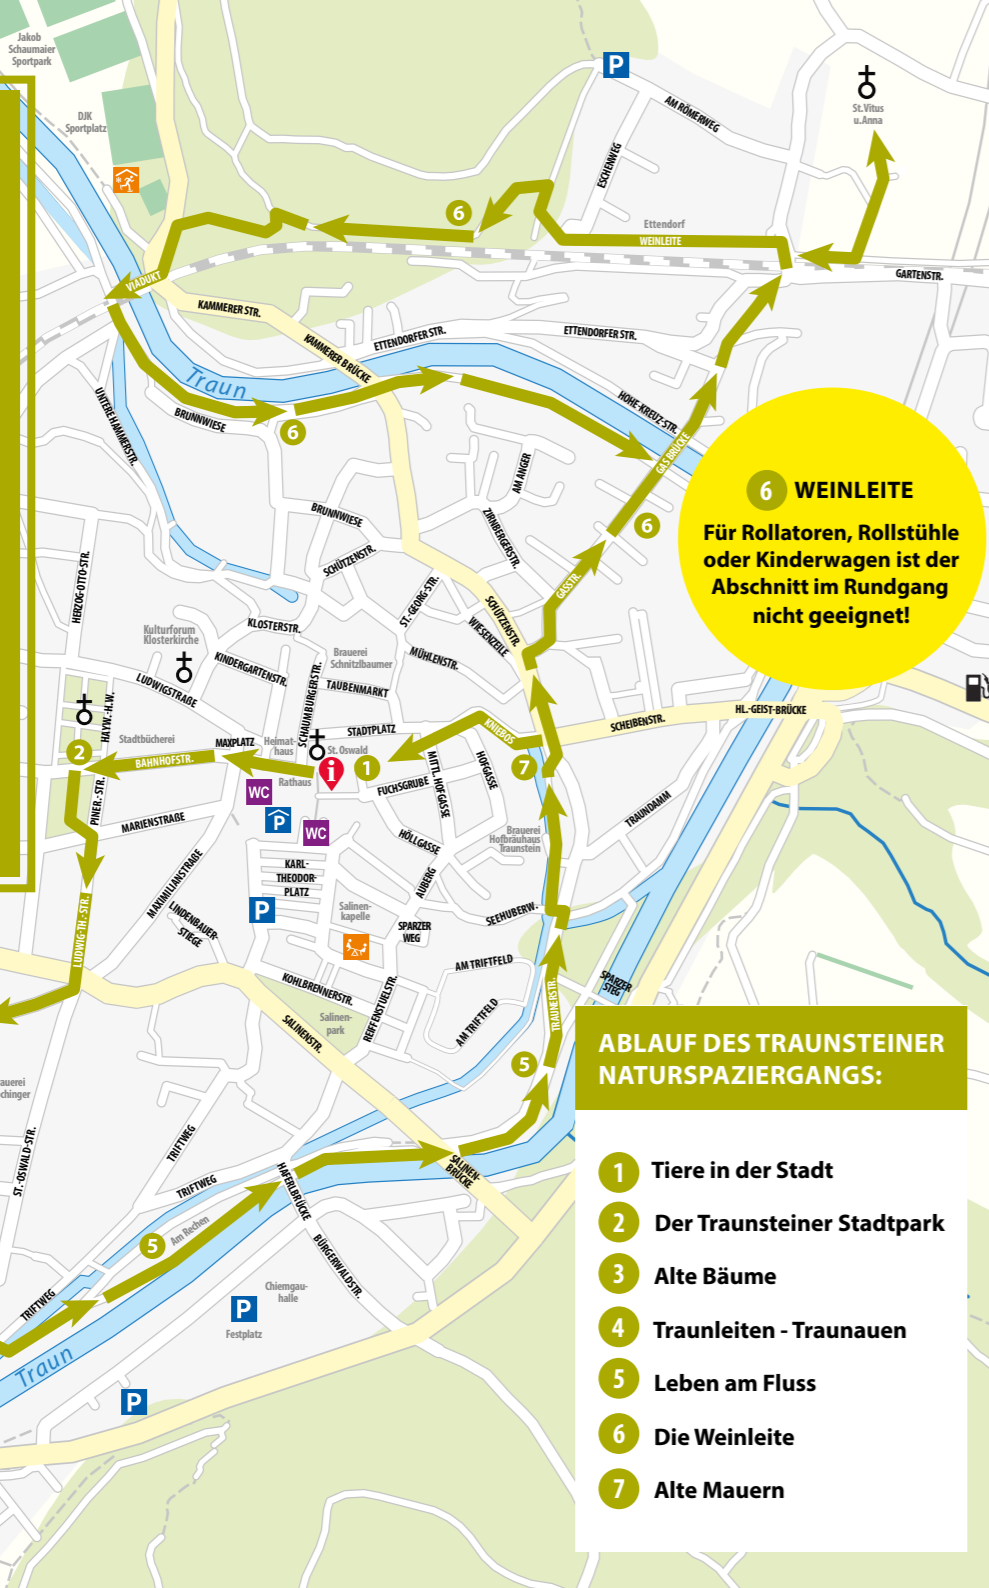 Jakob
Schaumaier
Sportpark
DJK
Sportplatz
P
AM RÖMERWEG
St.Vitus
u.Anna
ESCHENWEG
6
Ettendorf
WEINLEITE
GARTENSTR.
VIADUKT
KAMMERER STR.
KAMMERER BRÜCKE
ETTENDORFER STR.
ETTENDORFER STR.
Traun
UNTERE HAMMERSTR.
BRUNNWIESE
6
HOHE-KREUZ-STR.
GAS BRÜCKE
AM ANGER
6
6 WEINLEITE
Für Rollatoren, Rollstühle
oder Kinderwagen ist der
Abschnitt im Rundgang
nicht geeignet!
BRUNNWIESE
ZIRNBERGERSTR.
HERZOG-OTTO-STR.
SCHÜTZENSTR.
GASSTR.
ST.-GEORG-STR.
SCHÜTZENSTR.
WIESENZEILE
KLOSTERSTR.
Kulturforum
Klosterkirche
KINDERGARTENSTR.
Brauerei
Schnitzlbaumer
MÜHLENSTR.
SCHAUMBURGERSTR.
TAUBENMARKT
LUDWIGSTRAßE
HAYW.-H.W.
STADTPLATZ
KNIEBOS
SCHEIBENSTR.
HL.-GEIST-BRÜCKE
Stadtbücherei
MAXPLATZ
Heimat-
haus
St. Oswald
2
BAHNHOFSTR.
i
1
7
Rathaus
MITTL. HOFGASSE
HOFGASSE
WC
FUCHSGRUBE
PINER.-STR.
MARIENSTRAßE
P
WC
HÖLLGASSE
Brauerei
Hofbräuhaus
Traunstein
TRAUNDAMM
MAXIMILIANSTRAßE
KARL-
THEODOR-
PLATZ
AUBERG
P
Salinen-
kapelle
LINDENBAUER-
STIEGE
SPARZER
WEG
SEEHUBERW.
LUDWIG-TH.-STR.
AM TRIFTFELD
SPARZER
STEG
KOHLBRENNERSTR.
REIFFENSTUELSTR.
TRAUNERSTR.
Salinen-
park
AM TRIFTFELD
SALINENSTR.
5
auerei
chinger
ST.-OSWALD-STR.
TRIFTWEG
SALINEN-
BRÜCKE
TRIFTWEG
HAFERLBRÜCKE
5
Am Rechen
BÜRGERWALDSTR.
TRIFTWEG
Chiemgau-
halle
P
Festplatz
Traun
P
ABLAUF DES TRAUNSTEINER
NATURSPAZIERGANGS:
1 Tiere in der Stadt
2 Der Traunsteiner Stadtpark
3 Alte Bäume
4 Traunleiten - Traunauen
5 Leben am Fluss
6 Die Weinleite
7 Alte Mauern